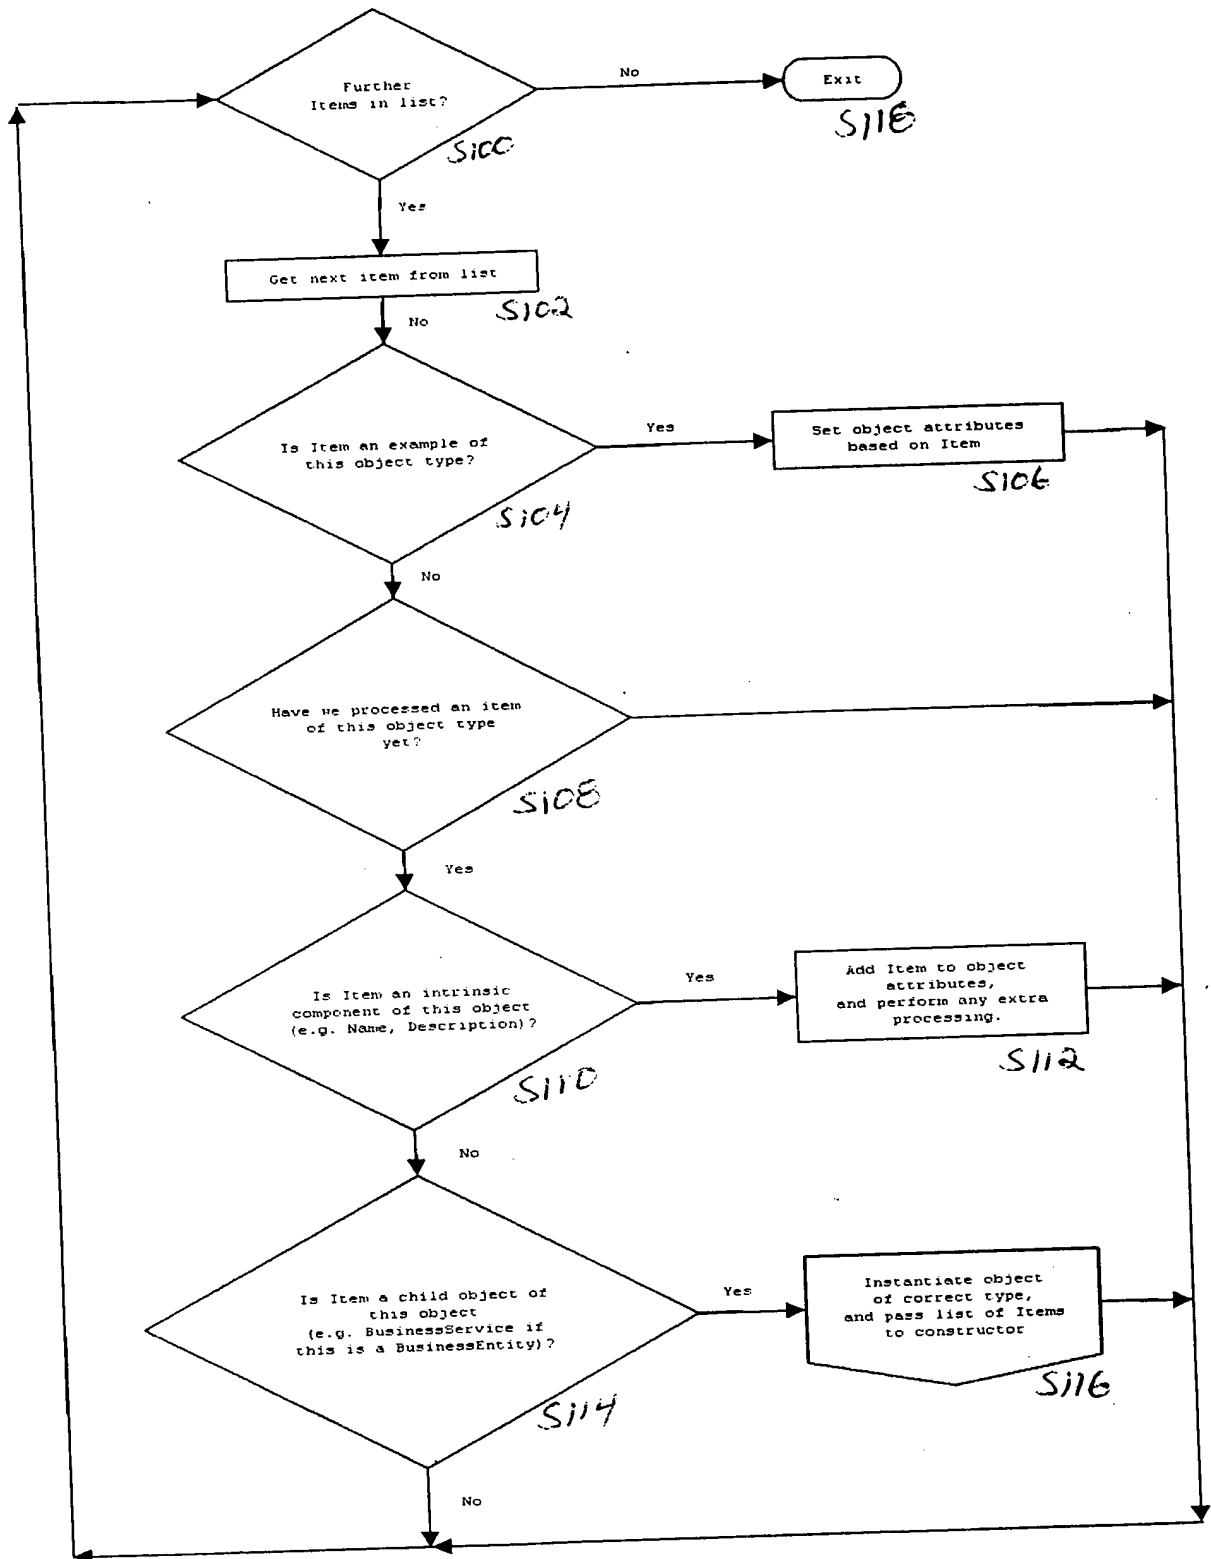 Further
Items in list?
No
Exit
S118
S100
Yes
Get next item from list
S102
No
Is Item an example of
this object type?
Yes
Set object attributes
based on Item
S106
S104
No
Have we processed an item
of this object type
yet?
S108
Yes
Is Item an intrinsic
component of this object
(e.g. Name, Description)?
Yes
Add Item to object
attributes,
and perform any extra
processing.
S112
S110
No
Is Item a child object of
this object
(e.g. BusinessService if
this is a BusinessEntity)?
Yes
Instantiate object
of correct type,
and pass list of Items
to constructor
S116
S114
No